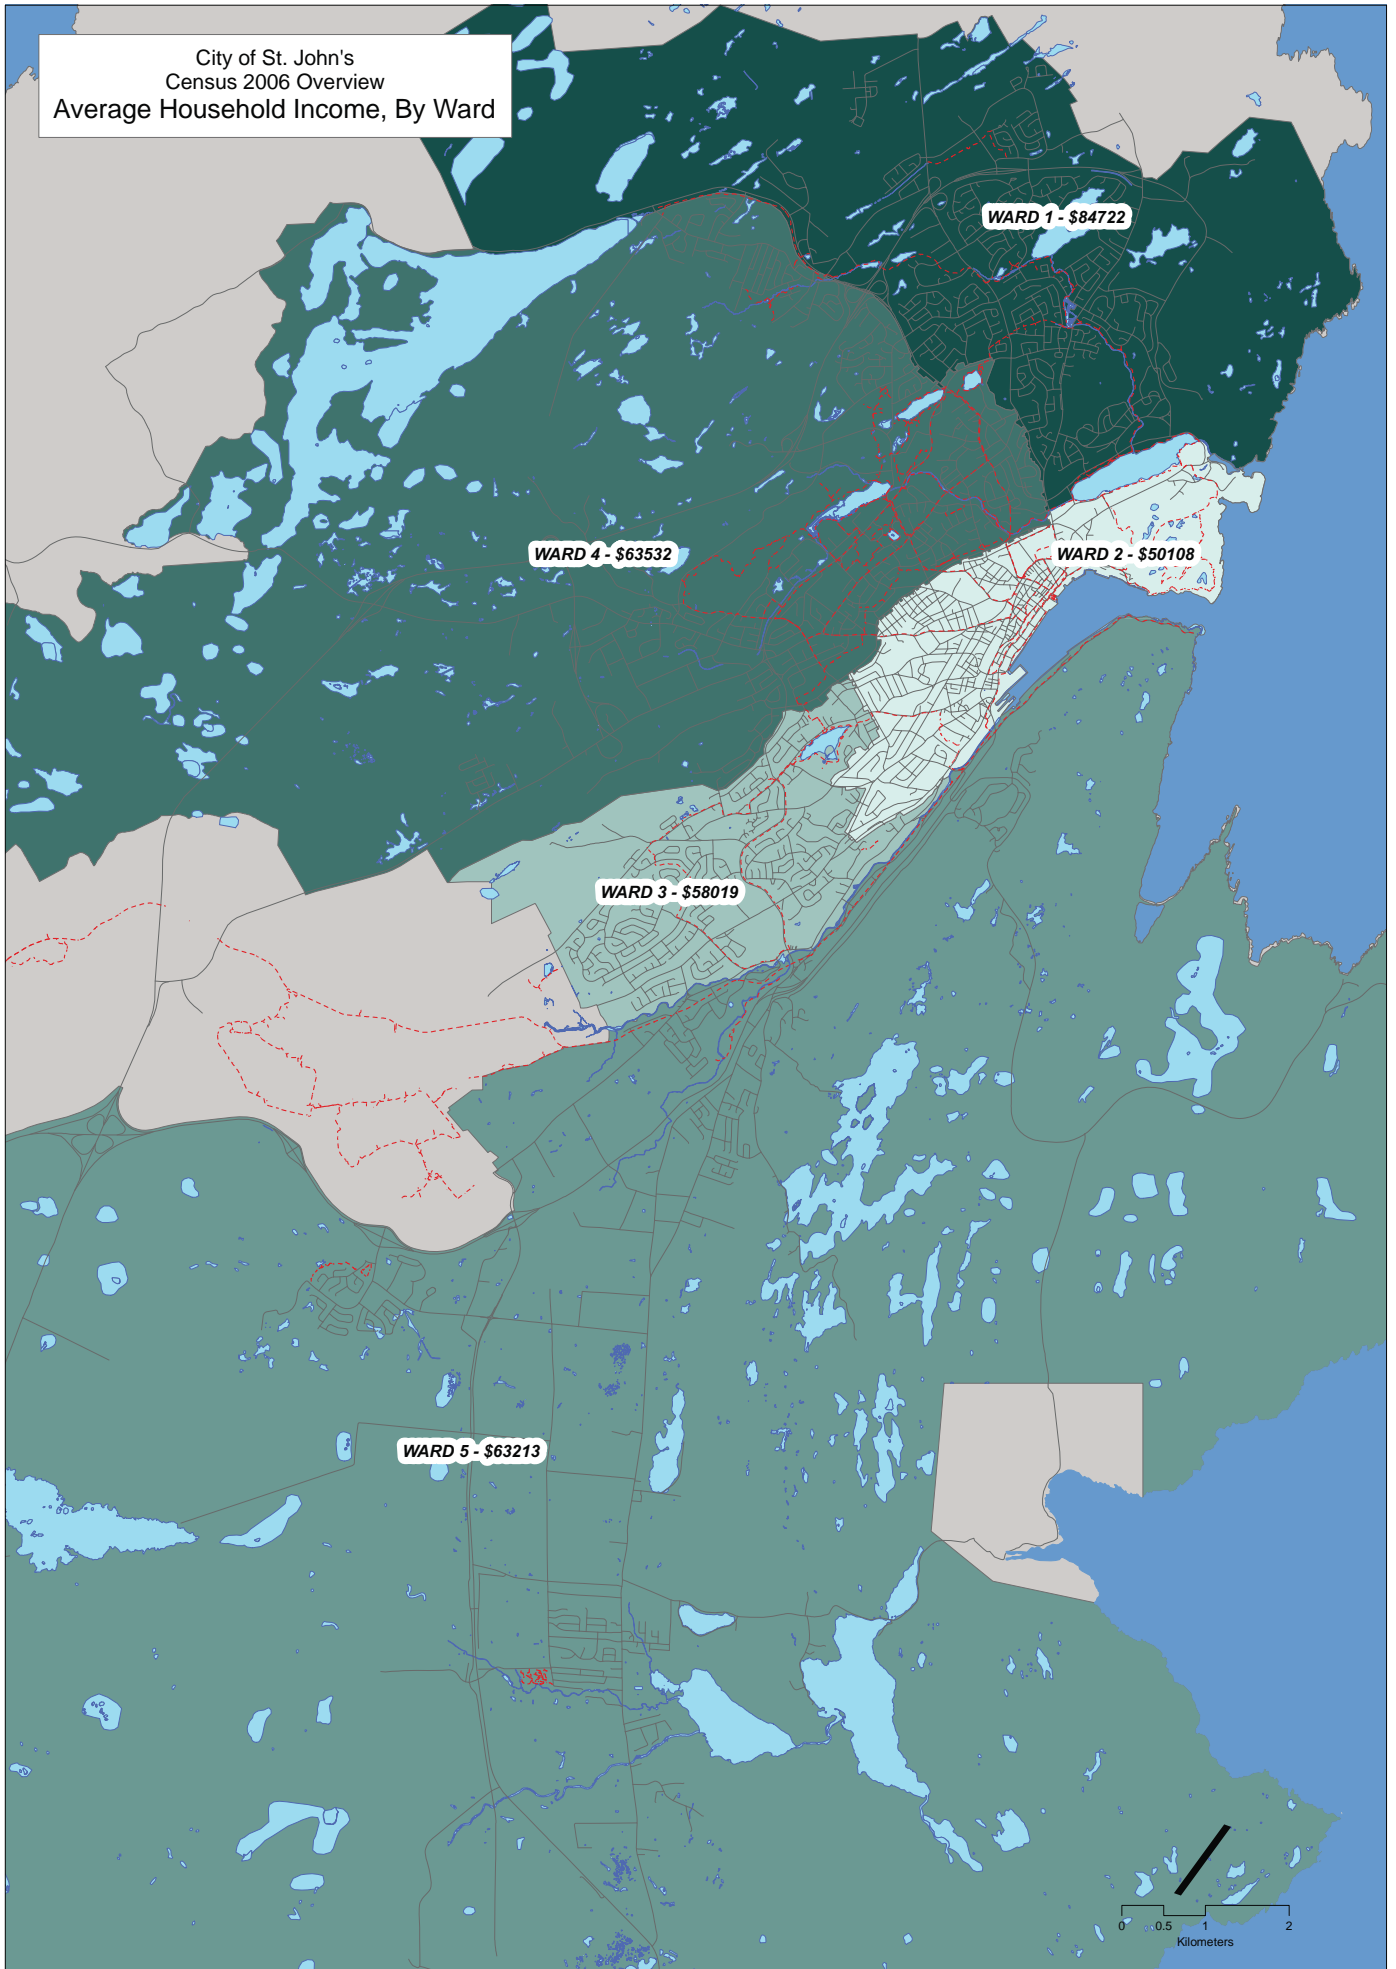 City of St. John's
Census 2006 Overview
Average Household Income, By Ward
WARD 1 - $84722
WARD 4 - $63532
WARD 2 - $50108
WARD 3 - $58019
WARD 5 - $63213
0 0.5 1 2
Kilometers